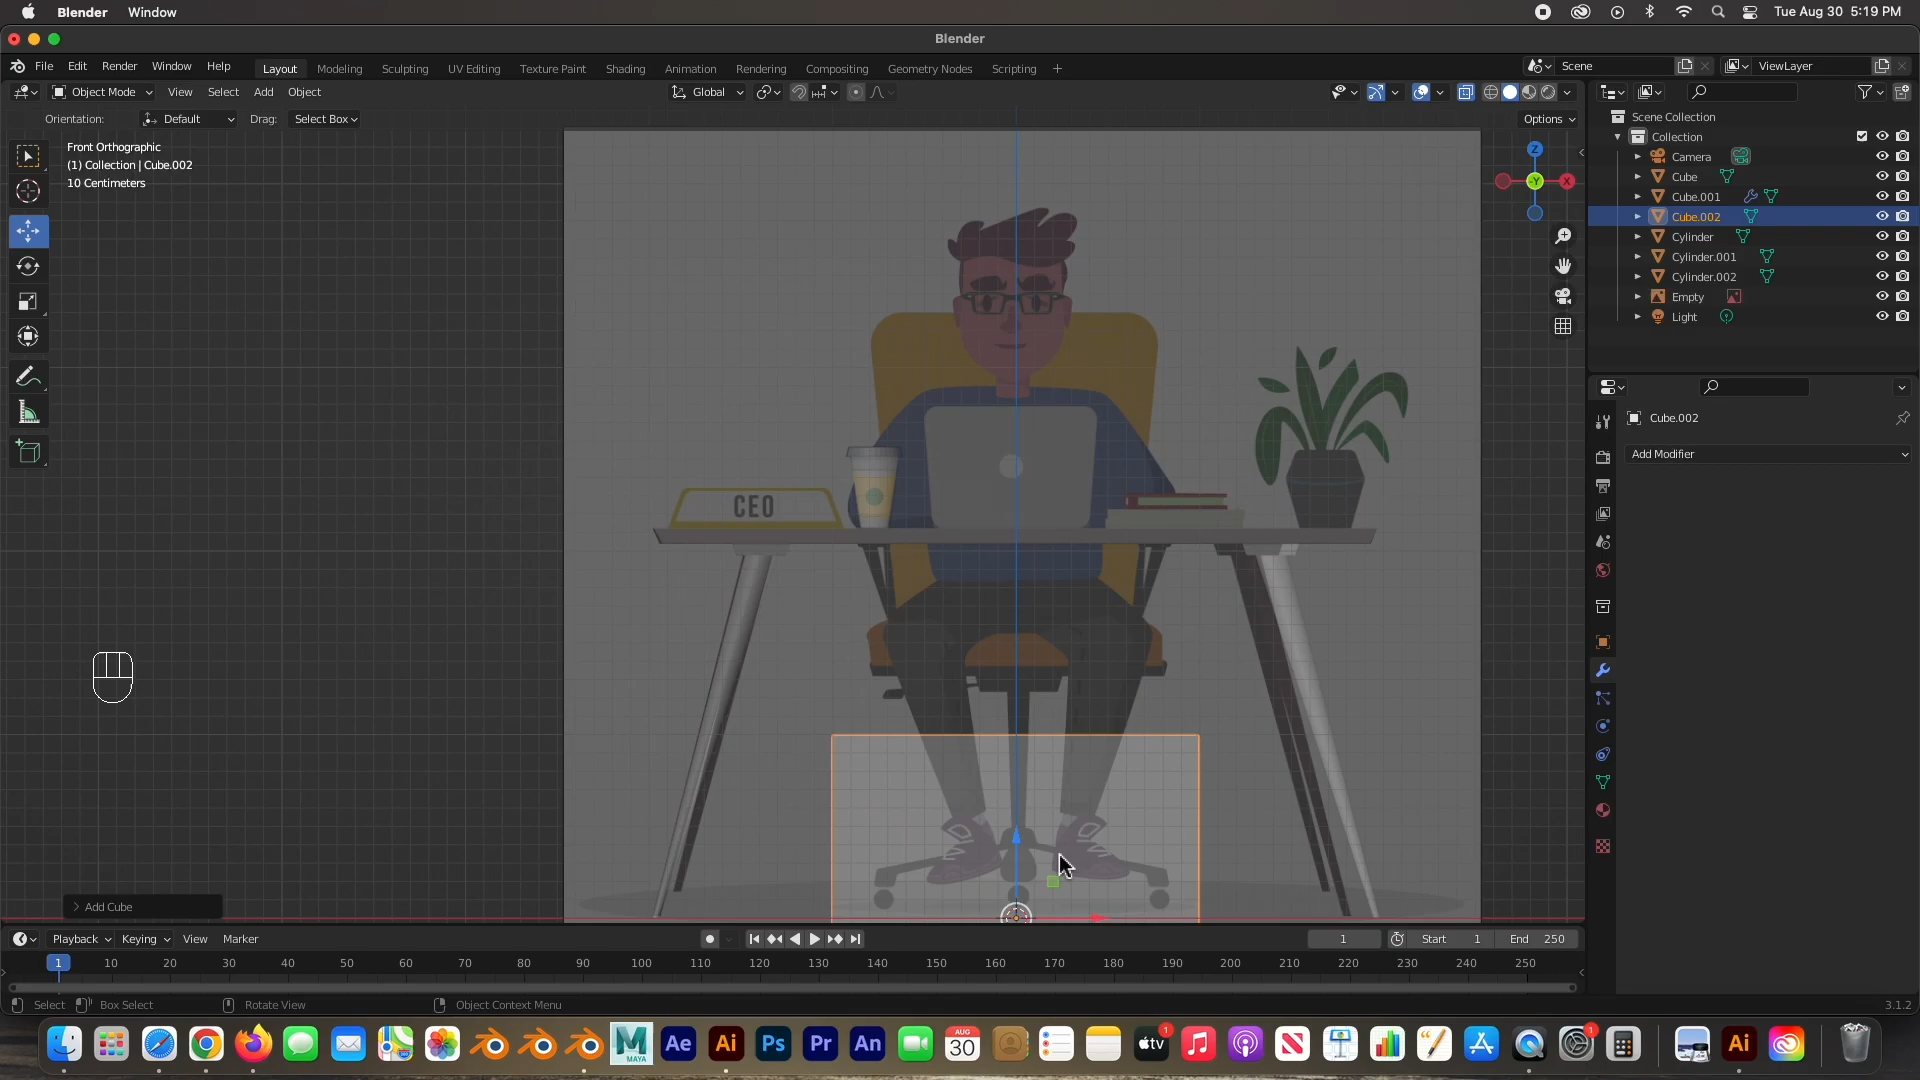 Blender Window Tue Aug 30 5:19 PM
Blender
File Edit Render Window Help Layout Modeling Sculpting UV Editing Texture Paint Shading Animation Rendering Compositing Geometry Nodes Scripting + Scene ViewLayer
Object Mode View Select Add Object Global
Orientation: Default Drag: Select Box Options
Front Orthographic
(1) Collection | Cube.002
10 Centimeters
Z
-Y X
Scene Collection
Collection
Camera
Cube
Cube.001
Cube.002
Cylinder
Cylinder.001
Cylinder.002
Empty
Light
Cube.002
Add Modifier
CEO
Add Cube
Playback Keying View Marker 1 Start 1 End 250
1 10 20 30 40 50 60 70 80 90 100 110 120 130 140 150 160 170 180 190 200 210 220 230 240 250
Select Box Select Rotate View Object Context Menu 3.1.2
MAYA Ae Ai Ps Pr An AUG 30 tv 1 1 Ai